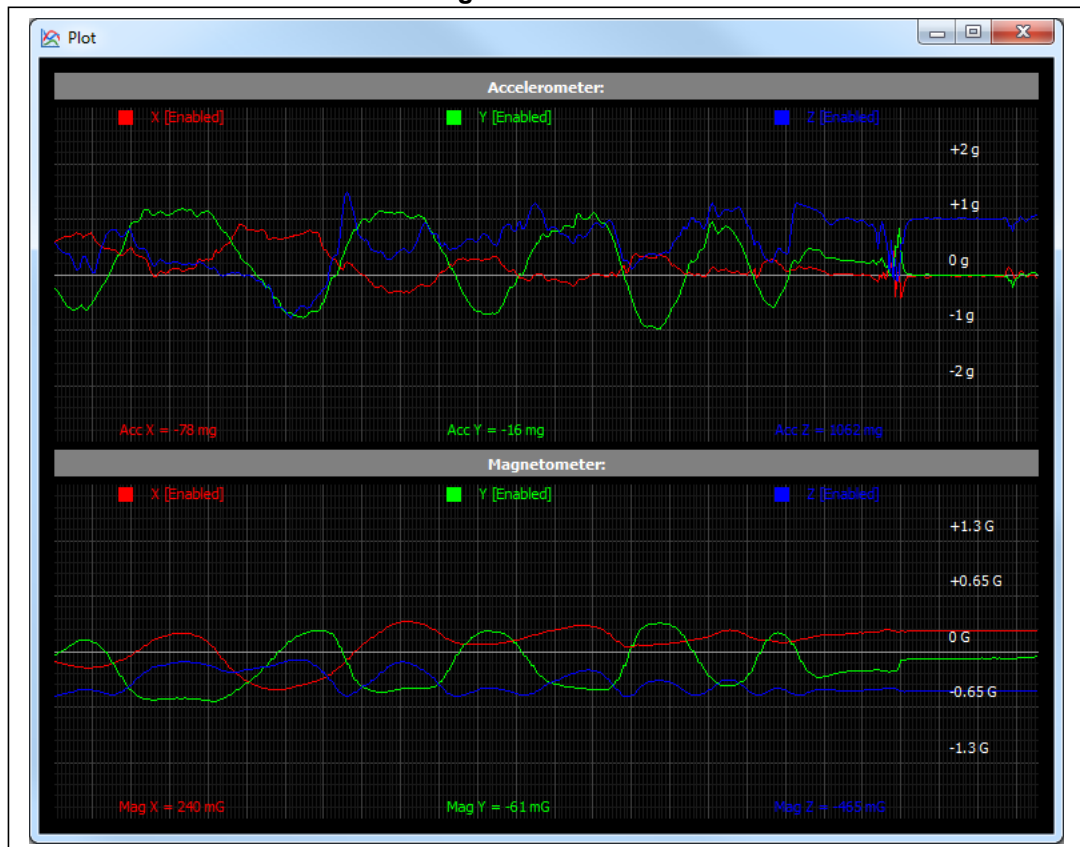 Plot
Accelerometer:
X [Enabled] Y [Enabled] Z [Enabled]
+2 g
+1 g
0 g
-1 g
-2 g
Acc X = -78 mg Acc Y = -16 mg Acc Z = 1062 mg
Magnetometer:
X [Enabled] Y [Enabled] Z [Enabled]
+1.3 G
+0.65 G
0 G
-0.65 G
-1.3 G
Mag X = 240 mG Mag Y = -61 mG Mag Z = -465 mG